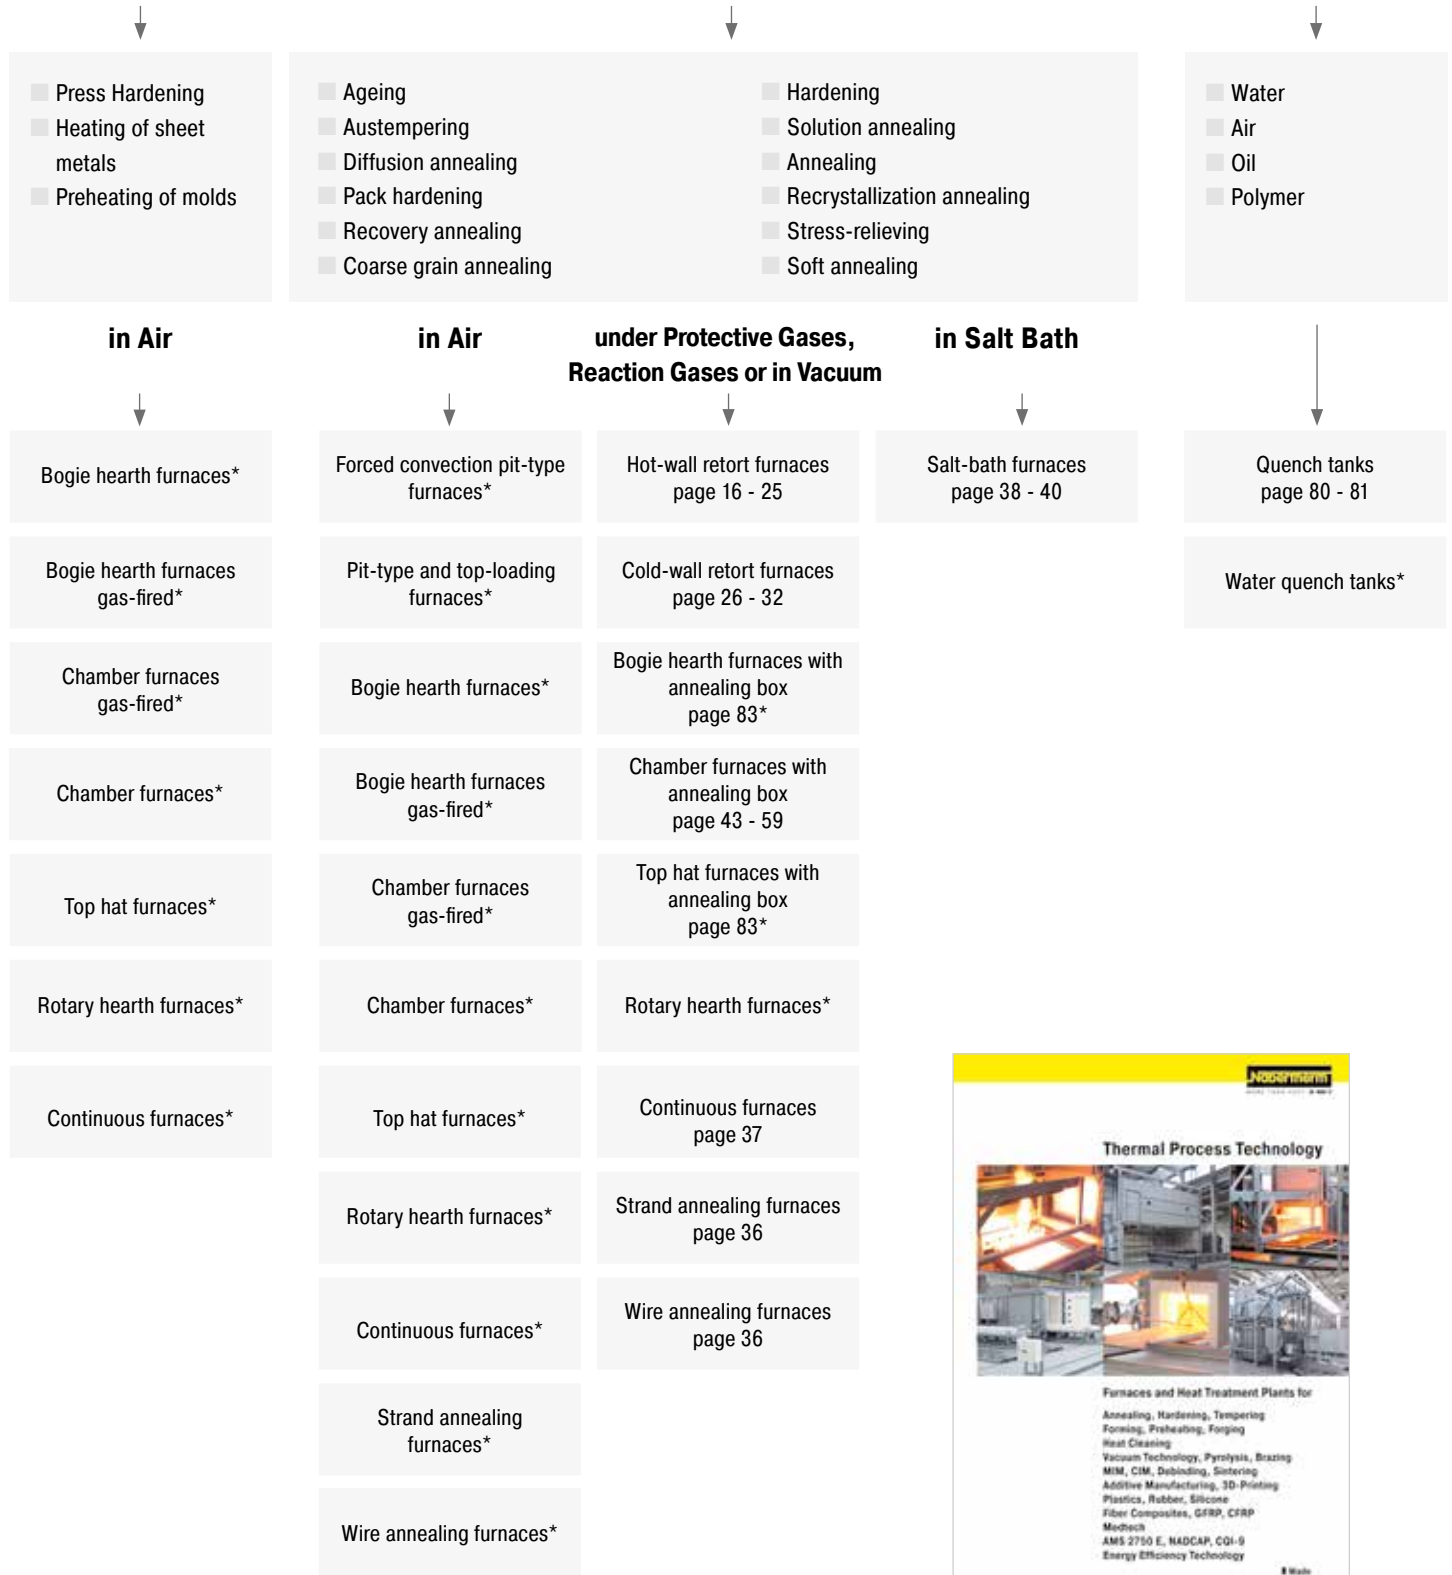 Press Hardening
Heating of sheet
metals
Preheating of molds
Ageing
Austempering
Diffusion annealing
Pack hardening
Recovery annealing
Coarse grain annealing
Hardening
Solution annealing
Annealing
Recrystallization annealing
Stress-relieving
Soft annealing
Water
Air
Oil
Polymer
in Air
Bogie hearth furnaces*
Bogie hearth furnaces
gas-fired*
Chamber furnaces
gas-fired*
Chamber furnaces*
Top hat furnaces*
Rotary hearth furnaces*
Continuous furnaces*
in Air
Forced convection pit-type
furnaces*
Pit-type and top-loading
furnaces*
Bogie hearth furnaces*
Bogie hearth furnaces
gas-fired*
Chamber furnaces
gas-fired*
Chamber furnaces*
Top hat furnaces*
Rotary hearth furnaces*
Continuous furnaces*
Strand annealing
furnaces*
Wire annealing furnaces*
under Protective Gases,
Reaction Gases or in Vacuum
Hot-wall retort furnaces
page 16 - 25
Cold-wall retort furnaces
page 26 - 32
Bogie hearth furnaces with
annealing box
page 83*
Chamber furnaces with
annealing box
page 43 - 59
Top hat furnaces with
annealing box
page 83*
Rotary hearth furnaces*
Continuous furnaces
page 37
Strand annealing furnaces
page 36
Wire annealing furnaces
page 36
in Salt Bath
Salt-bath furnaces
page 38 - 40
Quench tanks
page 80 - 81
Water quench tanks*
Nabertherm
Thermal Process Technology
Furnaces and Heat Treatment Plants for
Annealing, Hardening, Tempering
Forming, Preheating, Forging
Heat Cleaning
Vacuum Technology, Pyrolysis, Brazing
MIM, CIM, Debinding, Sintering
Additive Manufacturing, 3D-Printing
Plastics, Rubber, Silicone
Fiber Composites, GFRP, CFRP
Medtech
AMS 2750 E, NADCAP, CQI-9
Energy Efficiency Technology
Made